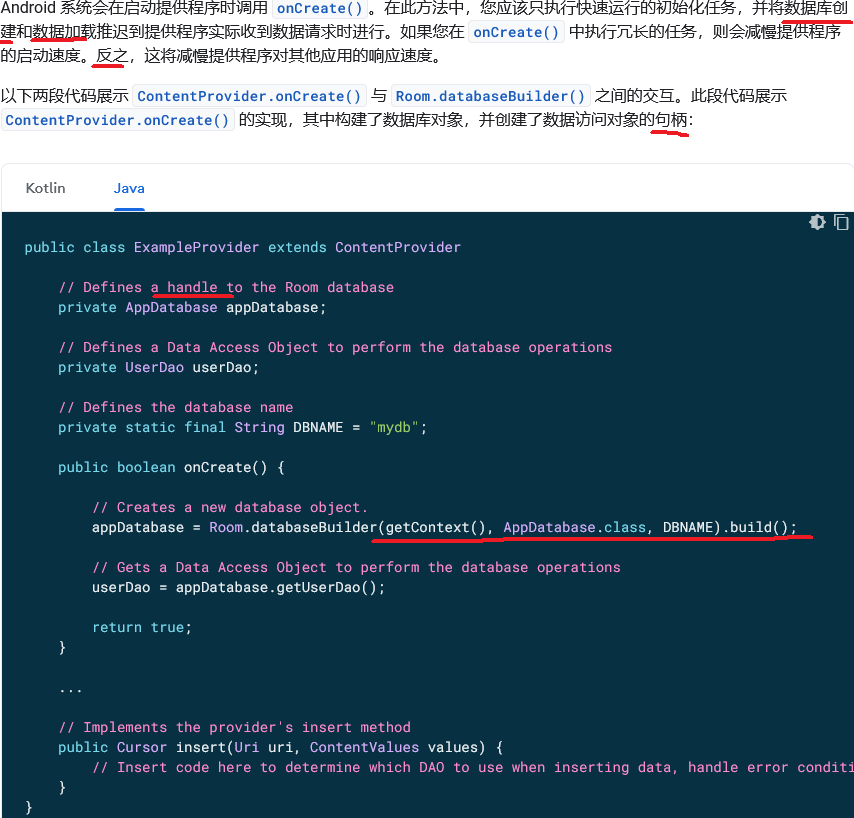 Android 系统会在启动提供程序时调用 onCreate() 。在此方法中，您应该只执行快速运行的初始化任务，并将数据库创
建和数据加载推迟到提供程序实际收到数据请求时进行。如果您在 onCreate() 中执行冗长的任务，则会减慢提供程序
的启动速度。反之，这将减慢提供程序对其他应用的响应速度。
以下两段代码展示 ContentProvider.onCreate() 与 Room.databaseBuilder() 之间的交互。此段代码展示
ContentProvider.onCreate() 的实现，其中构建了数据库对象，并创建了数据访问对象的句柄：
Kotlin Java
public class ExampleProvider extends ContentProvider
// Defines a handle to the Room database
private AppDatabase appDatabase;
// Defines a Data Access Object to perform the database operations
private UserDao userDao;
// Defines the database name
private static final String DBNAME = "mydb";
public boolean onCreate() {
// Creates a new database object.
appDatabase = Room.databaseBuilder(getContext(), AppDatabase.class, DBNAME).build();
// Gets a Data Access Object to perform the database operations
userDao = appDatabase.getUserDao();
return true;
}
...
// Implements the provider's insert method
public Cursor insert(Uri uri, ContentValues values) {
// Insert code here to determine which DAO to use when inserting data, handle error conditi
}
}